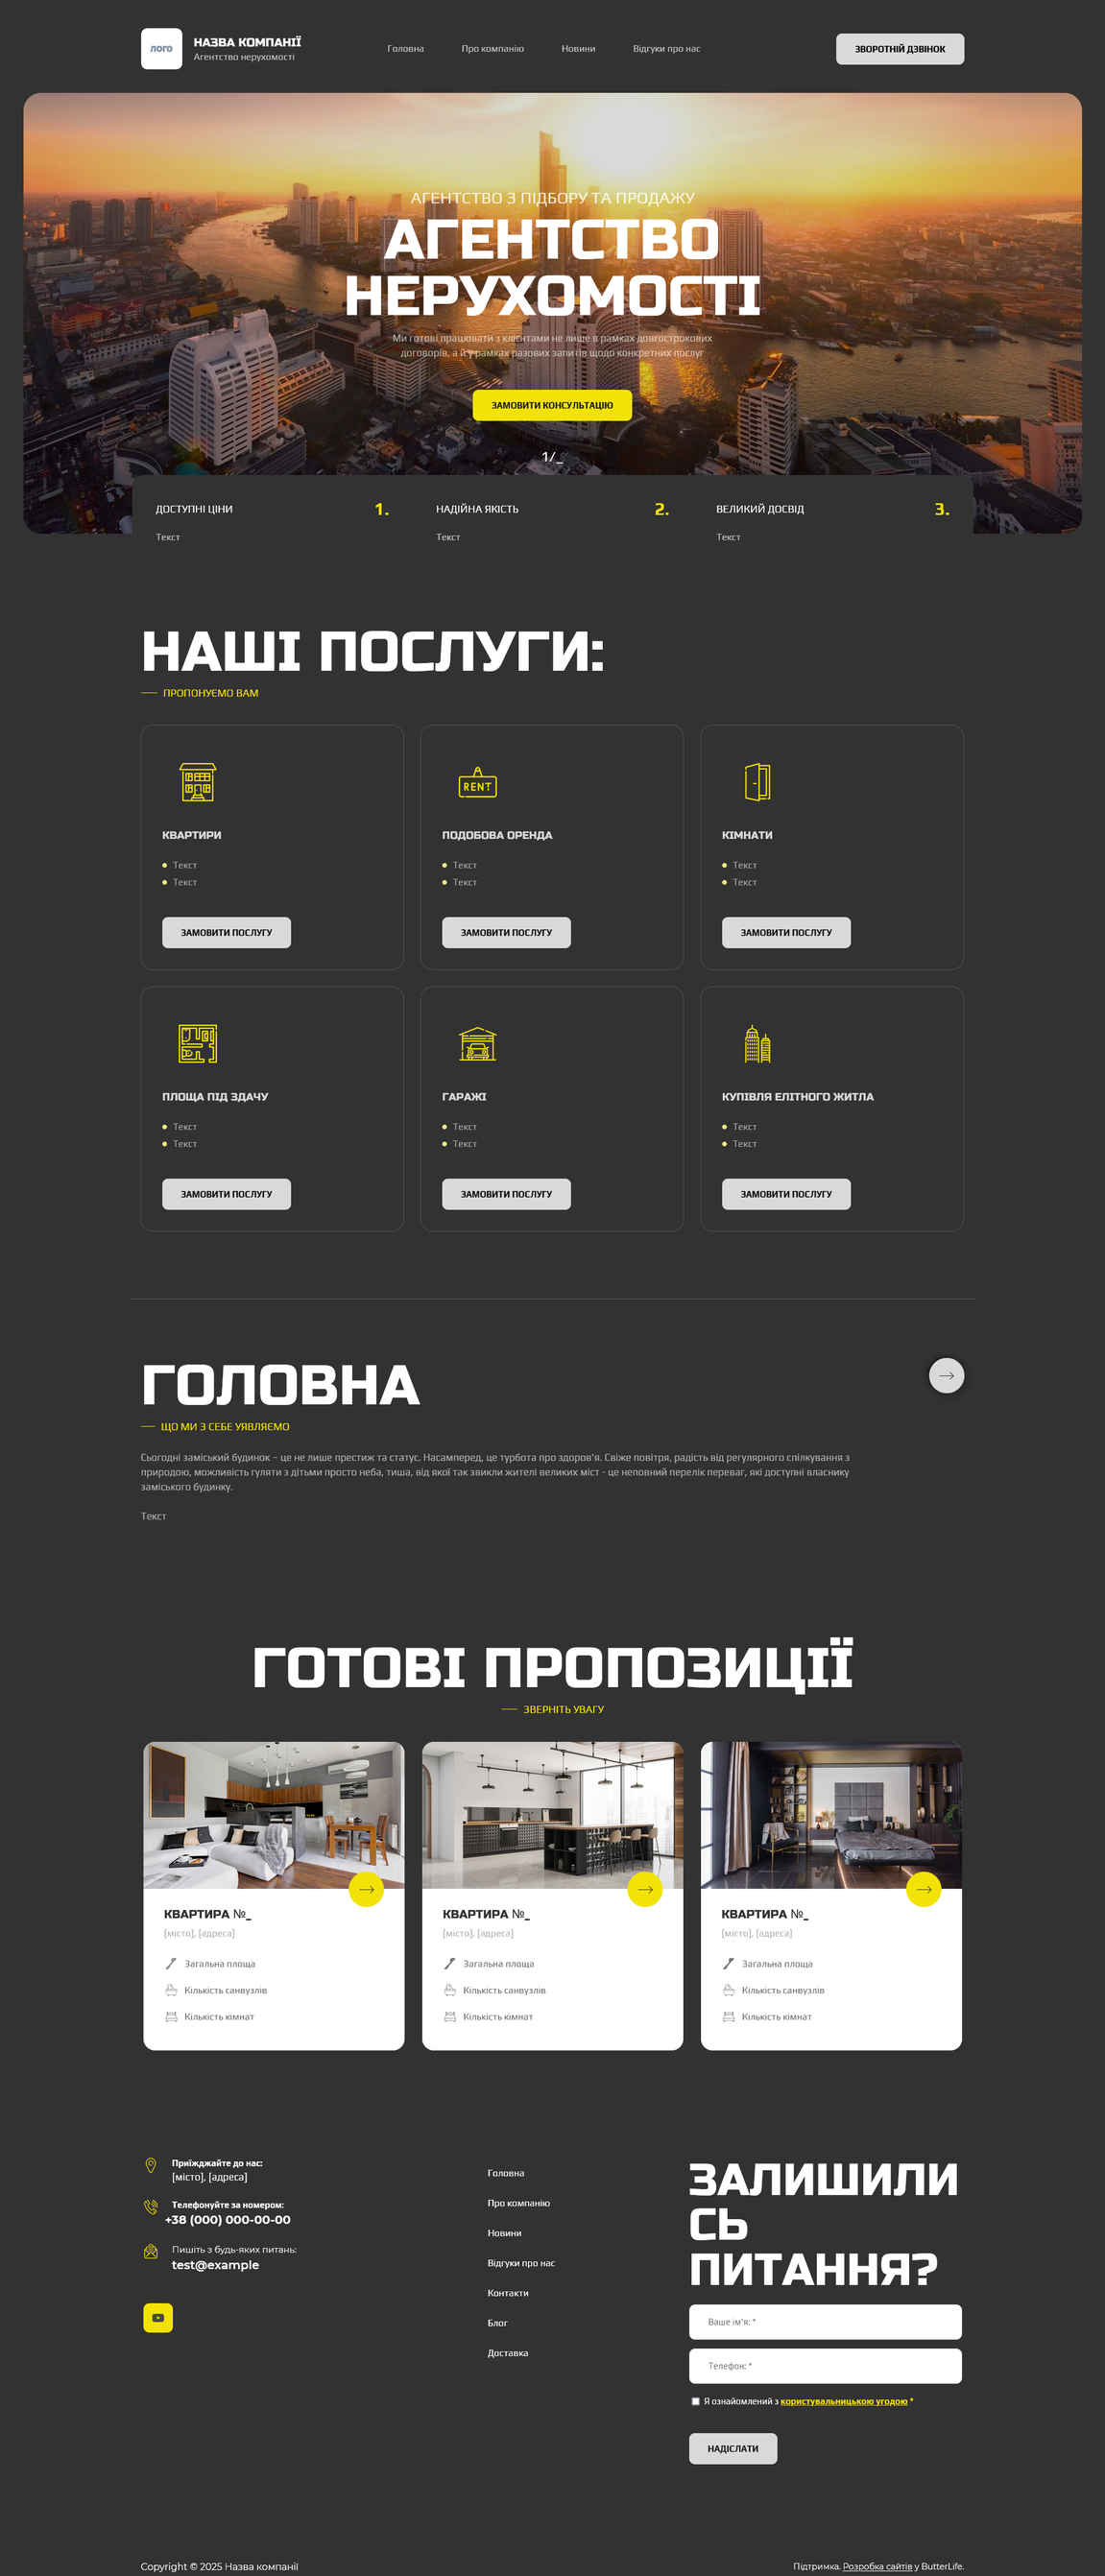 ЛОГО
НАЗВА КОМПАНІЇ
Агентство нерухомості
Головна
Про компанію
Новини
Відгуки про нас
ЗВОРОТНІЙ ДЗВІНОК
АГЕНТСТВО З ПІДБОРУ ТА ПРОДАЖУ
АГЕНТСТВО
НЕРУХОМОСТІ
Ми готові працювати з клієнтами не лише в рамках довгострокових
договорів, а й у рамках разових запитів щодо конкретних послуг
ЗАМОВИТИ КОНСУЛЬТАЦІЮ
1/_
ДОСТУПНІ ЦІНИ
1.
Текст
НАДІЙНА ЯКІСТЬ
2.
Текст
ВЕЛИКИЙ ДОСВІД
3.
Текст
НАШІ ПОСЛУГИ:
ПРОПОНУЄМО ВАМ
КВАРТИРИ
Текст
Текст
ЗАМОВИТИ ПОСЛУГУ
RENT
ПОДОБОВА ОРЕНДА
Текст
Текст
ЗАМОВИТИ ПОСЛУГУ
КІМНАТИ
Текст
Текст
ЗАМОВИТИ ПОСЛУГУ
ПЛОЩА ПІД ЗДАЧУ
Текст
Текст
ЗАМОВИТИ ПОСЛУГУ
ГАРАЖІ
Текст
Текст
ЗАМОВИТИ ПОСЛУГУ
КУПІВЛЯ ЕЛІТНОГО ЖИТЛА
Текст
Текст
ЗАМОВИТИ ПОСЛУГУ
ГОЛОВНА
ЩО МИ З СЕБЕ УЯВЛЯЄМО
Сьогодні заміський будинок – це не лише престиж та статус. Насамперед, це турбота про здоров'я. Свіже повітря, радість від регулярного спілкування з
природою, можливість гуляти з дітьми просто неба, тиша, від якої так звикли жителі великих міст - це неповний перелік переваг, які доступні власнику
заміського будинку.
Текст
ГОТОВІ ПРОПОЗИЦІЇ
ЗВЕРНІТЬ УВАГУ
КВАРТИРА №_
[місто], [адреса]
Загальна площа
Кількість санвузлів
Кількість кімнат
КВАРТИРА №_
[місто], [адреса]
Загальна площа
Кількість санвузлів
Кількість кімнат
КВАРТИРА №_
[місто], [адреса]
Загальна площа
Кількість санвузлів
Кількість кімнат
Приїжджайте до нас:
[місто], [адреса]
Телефонуйте за номером:
+38 (000) 000-00-00
Пишіть з будь-яких питань:
test@example
Головна
Про компанію
Новини
Відгуки про нас
Контакти
Блог
Доставка
ЗАЛИШИЛИ
СЬ
ПИТАННЯ?
Ваше ім'я: *
Телефон: *
Я ознайомлений з користувальницькою угодою *
НАДІСЛАТИ
Copyright © 2025 Назва компанії
Підтримка. Розробка сайтів у ButterLife.